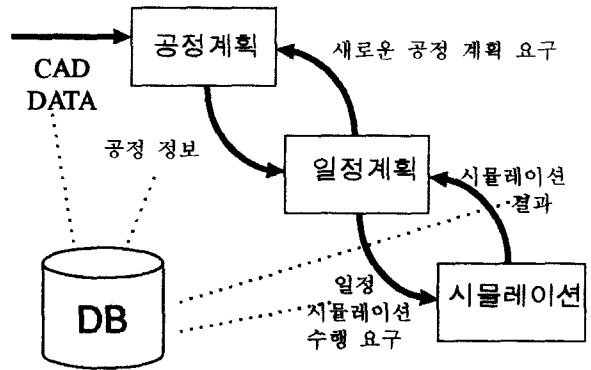 공정계획
새로운 공정 계획 요구
CAD
DATA
공정 정보
일정계획
시뮬레이션
결과
DB
일정
시뮬레이션
수행 요구
시뮬레이션